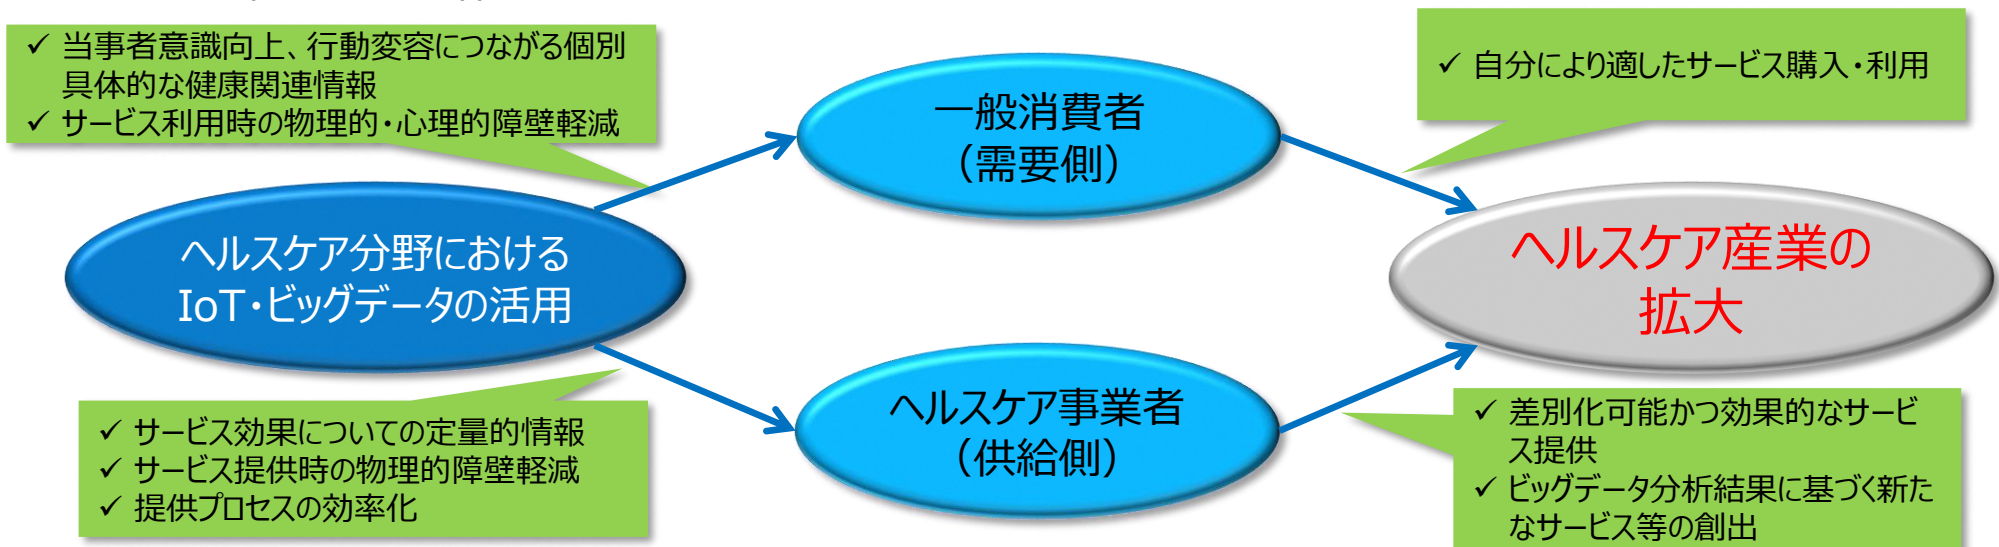 ✓ 当事者意識向上、行動変容につながる個別
具体的な健康関連情報
✓ サービス利用時の物理的・心理的障壁軽減
一般消費者
（需要側）
✓ 自分により適したサービス購入・利用
ヘルスケア分野における
IoT・ビッグデータの活用
ヘルスケア産業の
拡大
✓ サービス効果についての定量的情報
✓ サービス提供時の物理的障壁軽減
✓ 提供プロセスの効率化
ヘルスケア事業者
（供給側）
✓ 差別化可能かつ効果的なサービ
ス提供
✓ ビッグデータ分析結果に基づく新た
なサービス等の創出